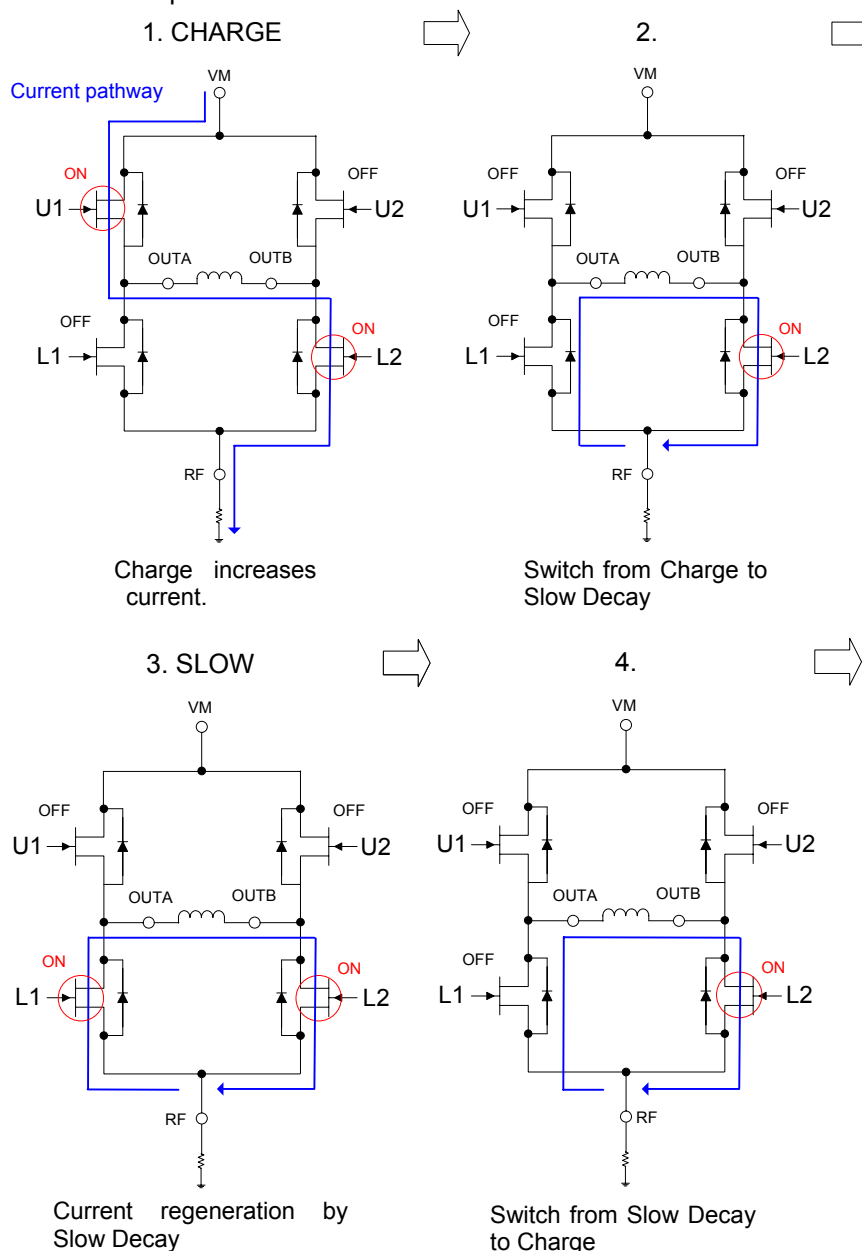 1. CHARGE
2.
VM
Current pathway
ON
OFF
U1
U2
OUTA
OUTB
OFF
ON
L1
L2
RF
Charge increases
current.
VM
OFF
OFF
U1
U2
OUTA
OUTB
OFF
ON
L1
L2
RF
Switch from Charge to
Slow Decay
3. SLOW
4.
VM
OFF
OFF
U1
U2
OUTA
OUTB
ON
ON
L1
L2
RF
Current regeneration by
Slow Decay
VM
OFF
OFF
U1
U2
OUTA
OUTB
OFF
ON
L1
L2
RF
Switch from Slow Decay
to Charge